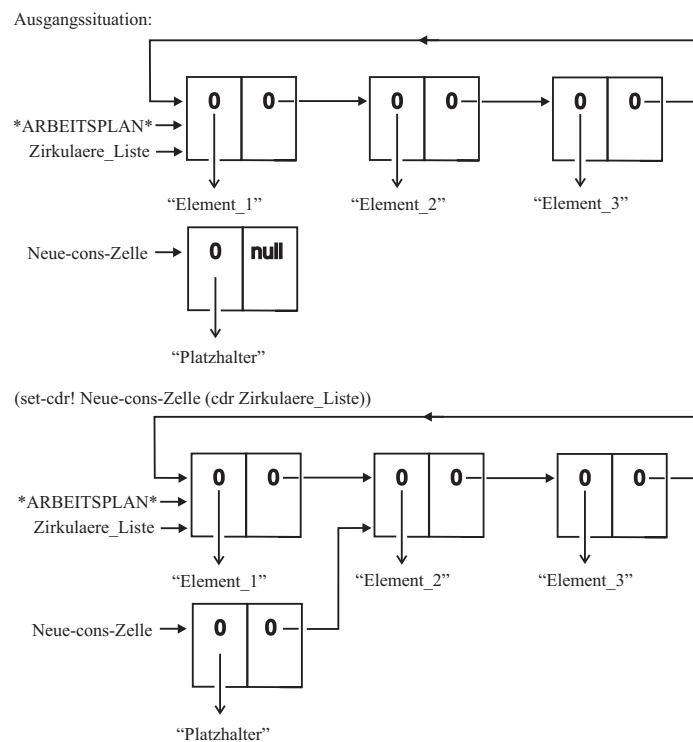 Ausgangssituation:
0 0 0 0 0 0
*ARBEITSPLAN*
Zirkulaere_Liste
“Element_1” “Element_2” “Element_3”
Neue-cons-Zelle 0 null
“Platzhalter”
(set-cdr! Neue-cons-Zelle (cdr Zirkulaere_Liste))
0 0 0 0 0 0
*ARBEITSPLAN*
Zirkulaere_Liste
“Element_1” “Element_2” “Element_3”
Neue-cons-Zelle 0 0
“Platzhalter”